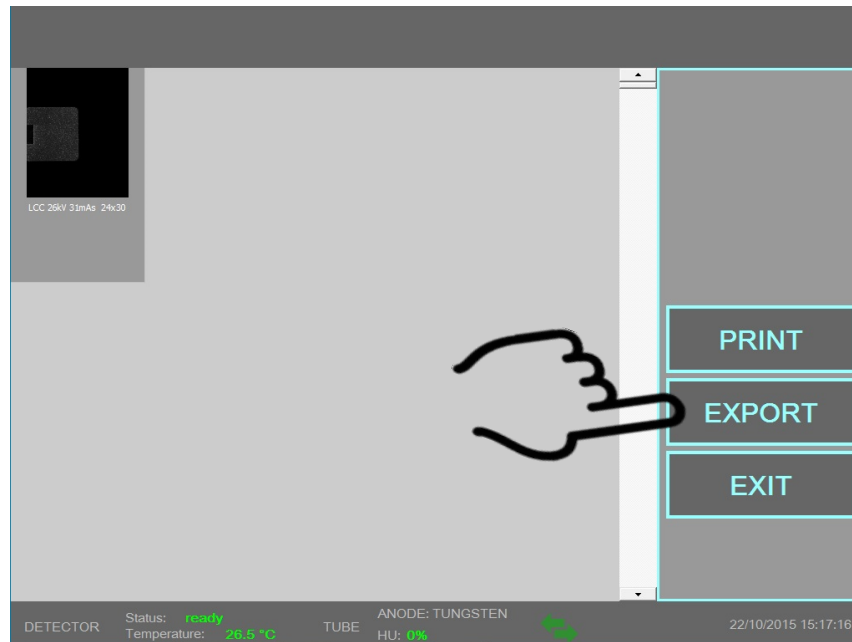 LCC 26kV 31mAs 24x30
PRINT
EXPORT
EXIT
DETECTOR
Status: ready
Temperature: 26.5 °C
TUBE
ANODE: TUNGSTEN
HU: 0%
22/10/2015 15:17:16